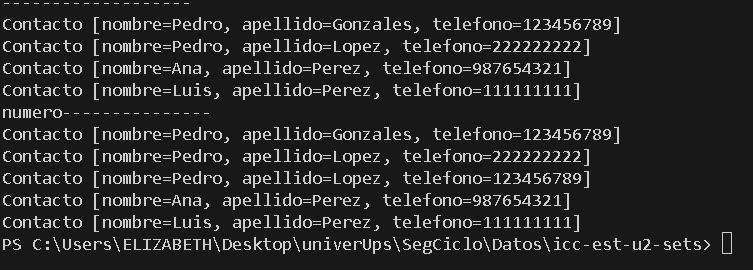 -------------------
Contacto [nombre=Pedro, apellido=Gonzales, telefono=123456789]
Contacto [nombre=Pedro, apellido=Lopez, telefono=222222222]
Contacto [nombre=Ana, apellido=Perez, telefono=987654321]
Contacto [nombre=Luis, apellido=Perez, telefono=111111111]
numero---------------
Contacto [nombre=Pedro, apellido=Gonzales, telefono=123456789]
Contacto [nombre=Pedro, apellido=Lopez, telefono=222222222]
Contacto [nombre=Pedro, apellido=Lopez, telefono=123456789]
Contacto [nombre=Ana, apellido=Perez, telefono=987654321]
Contacto [nombre=Luis, apellido=Perez, telefono=111111111]
PS C:\Users\ELIZABETH\Desktop\univerUps\SegCiclo\Datos\icc-est-u2-sets>